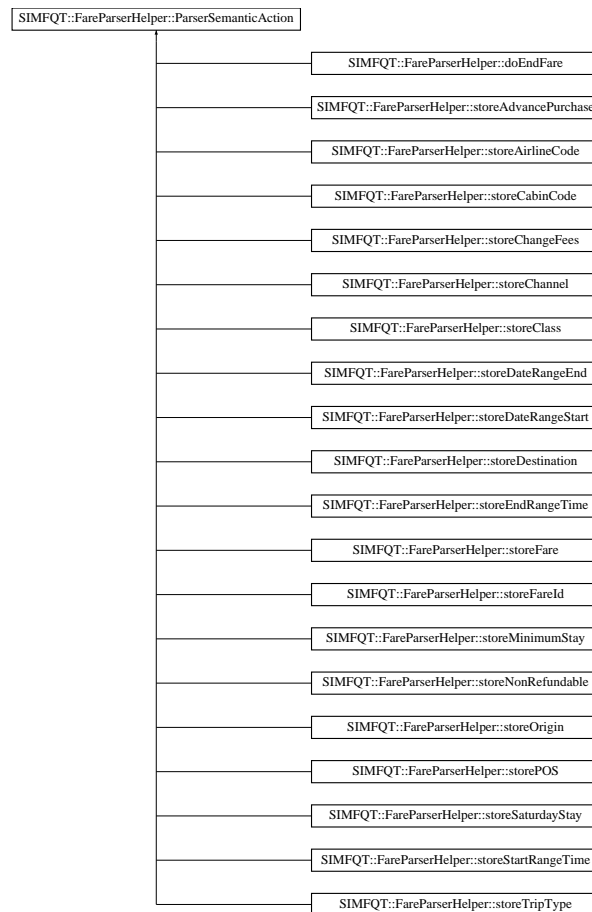 SIMFQT::FareParserHelper::ParserSemanticAction
SIMFQT::FareParserHelper::doEndFare
SIMFQT::FareParserHelper::storeAdvancePurchase
SIMFQT::FareParserHelper::storeAirlineCode
SIMFQT::FareParserHelper::storeCabinCode
SIMFQT::FareParserHelper::storeChangeFees
SIMFQT::FareParserHelper::storeChannel
SIMFQT::FareParserHelper::storeClass
SIMFQT::FareParserHelper::storeDateRangeEnd
SIMFQT::FareParserHelper::storeDateRangeStart
SIMFQT::FareParserHelper::storeDestination
SIMFQT::FareParserHelper::storeEndRangeTime
SIMFQT::FareParserHelper::storeFare
SIMFQT::FareParserHelper::storeFareId
SIMFQT::FareParserHelper::storeMinimumStay
SIMFQT::FareParserHelper::storeNonRefundable
SIMFQT::FareParserHelper::storeOrigin
SIMFQT::FareParserHelper::storePOS
SIMFQT::FareParserHelper::storeSaturdayStay
SIMFQT::FareParserHelper::storeStartRangeTime
SIMFQT::FareParserHelper::storeTripType